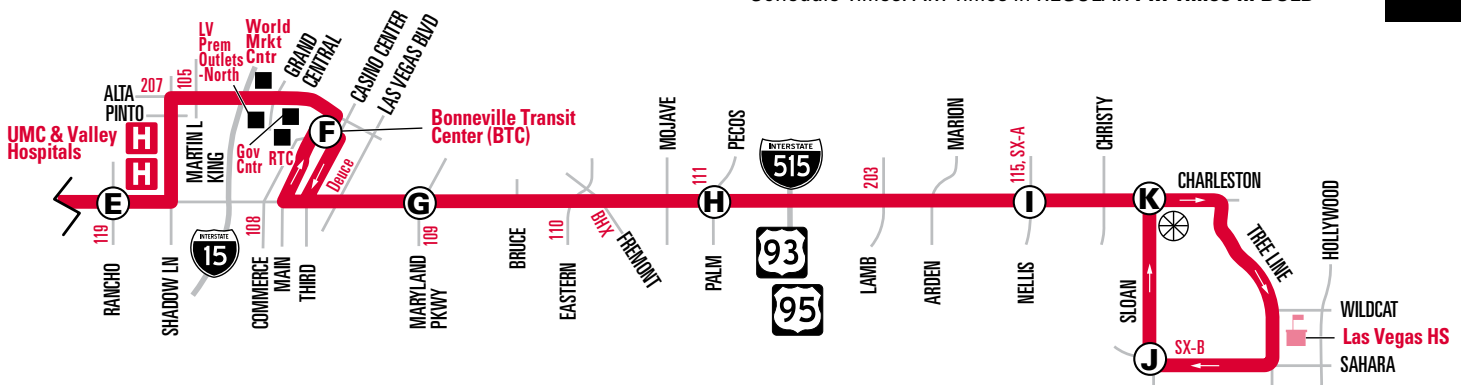 Schedule Times: AM Times in REGULAR PM Times in BOLD
LV
Prem
Outlets
-North
World
Mrkt
Cntr
GRAND
CENTRAL
CASINO CENTER
LAS VEGAS BLVD
ALTA
PINTO
207
105
UMC & Valley
Hospitals
H
H
MARTIN L
KING
Gov
Cntr
RTC
F
Deuce
Bonneville Transit
Center (BTC)
E
119
RANCHO
SHADOW LN
INTERSTATE
15
108
COMMERCE
MAIN
THIRD
G
109
MARYLAND
PKWY
BRUCE
110
EASTERN
BHX
FREMONT
MOJAVE
111
PECOS
H
PALM
INTERSTATE
515
93
95
203
LAMB
MARION
ARDEN
115, SX-A
I
NELLIS
CHRISTY
K
CHARLESTON
TREE LINE
HOLLYWOOD
SLOAN
J
SX-B
WILDCAT
Las Vegas HS
SAHARA